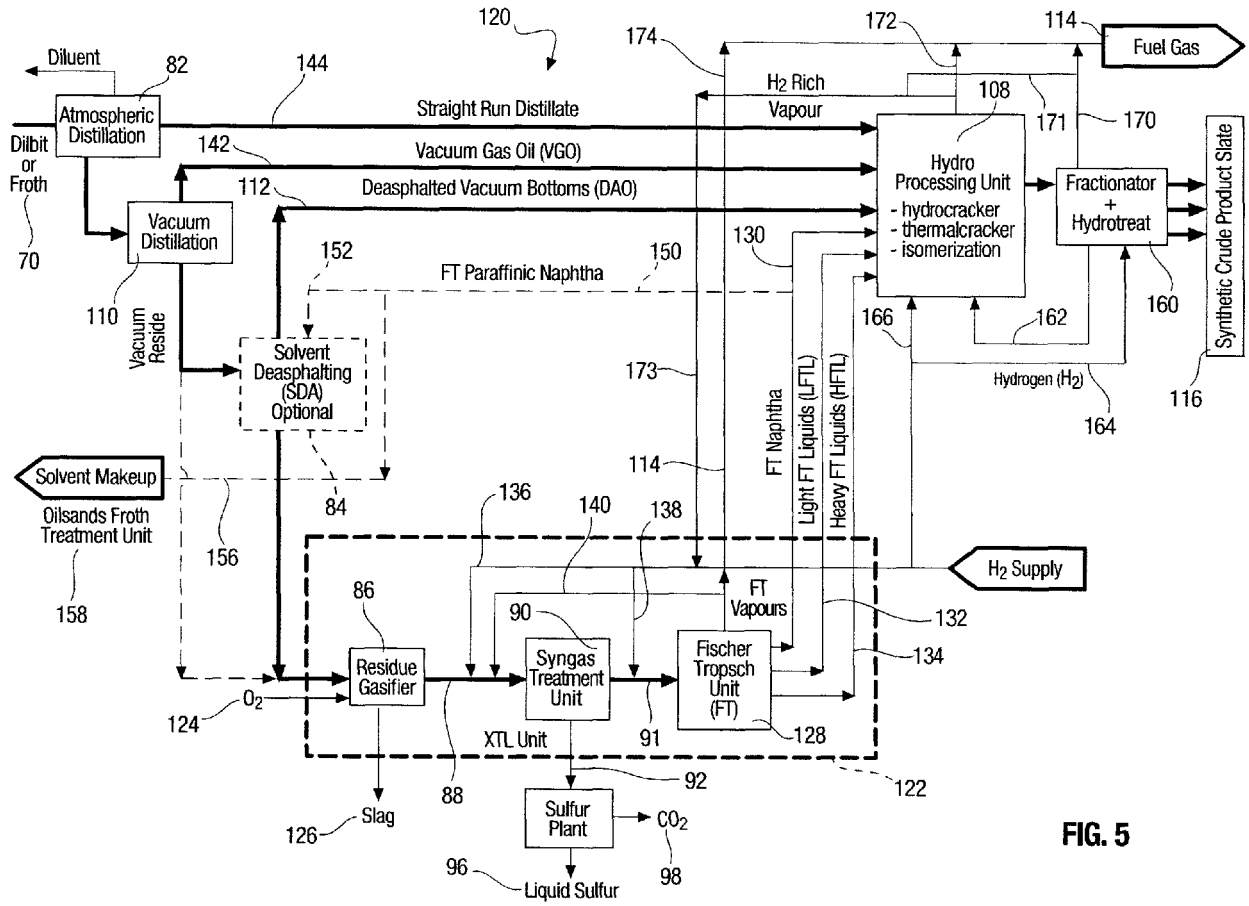 120
174
172
114
Fuel Gas
Diluent
82
144
H2 Rich
Vapour
108
171
170
Atmospheric
Distillation
Straight Run Distillate
Dilbit or
Froth
70
142
Vacuum Gas Oil (VGO)
112
Deasphalted Vacuum Bottoms (DAO)
Hydro
Processing Unit
- hydrocracker
- thermalcracker
- isomerization
Fractionator
+
Hydrotreat
Synthetic Crude Product Slate
Vacuum
Distillation
110
152
FT Paraffinic Naphtha
150
130
160
Vacuum
Reside
Solvent
Deasphalting
(SDA)
Optional
173
166
162
Hydrogen (H2)
164
116
FT Naphtha
Light FT Liquids (LFTL)
Heavy FT Liquids (HFTL)
Solvent Makeup
84
114
Oilsands Froth
Treatment Unit
156
158
136
140
138
H2 Supply
86
90
FT
Vapours
132
134
Residue
Gasifier
Syngas
Treatment
Unit
Fischer
Tropsch
Unit
(FT)
124
O2
XTL Unit
91
128
88
92
122
126
Slag
Sulfur
Plant
CO2
98
96
Liquid Sulfur
FIG. 5